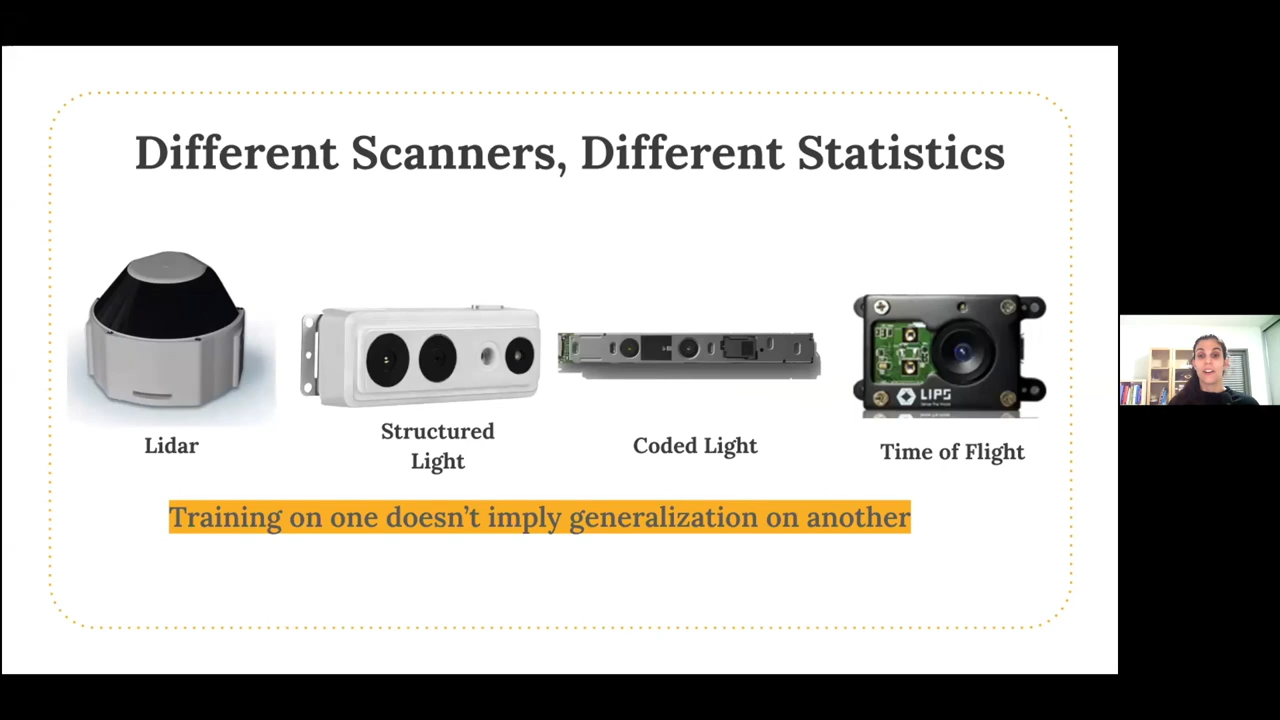 Different Scanners, Different Statistics
LIPS
Lidar
Structured
Light
Coded Light
Time of Flight
Training on one doesn't imply generalization on another